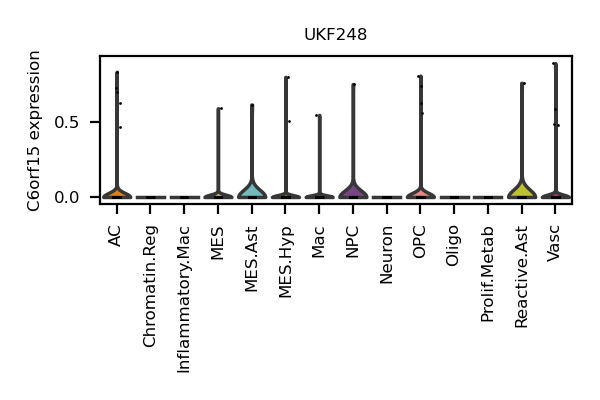 UKF248
C6orf15 expression
0.5
0.0
AC
Chromatin.Reg
Inflammatory.Mac
MES
MES.Ast
MES.Hyp
Mac
NPC
Neuron
OPC
Oligo
Prolif.Metab
Reactive.Ast
Vasc